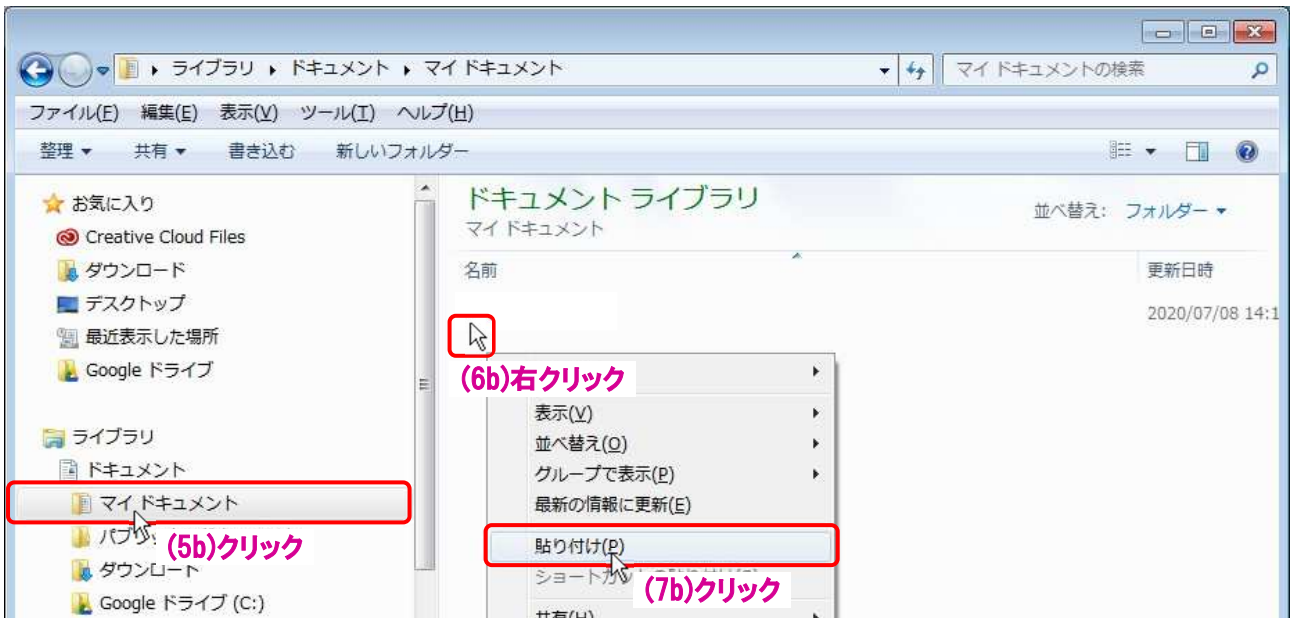 ライブラリ ▸ ドキュメント ▸ マイ ドキュメント
マイ ドキュメントの検索
ファイル(F) 編集(E) 表示(V) ツール(T) ヘルプ(H)
整理 ▼ 共有 ▼ 書き込む 新しいフォルダー
お気に入り
Creative Cloud Files
ダウンロード
デスクトップ
最近表示した場所
Google ドライブ
ライブラリ
ドキュメント
マイ ドキュメント
(5b)クリック
ダウンロード
Google ドライブ (C:)
ドキュメント ライブラリ
マイ ドキュメント
並べ替え: フォルダー ▼
名前
更新日時
2020/07/08 14:1
(6b)右クリック
表示(V)
並べ替え(O)
グループで表示(P)
最新の情報に更新(E)
貼り付け(P)
(7b)クリック